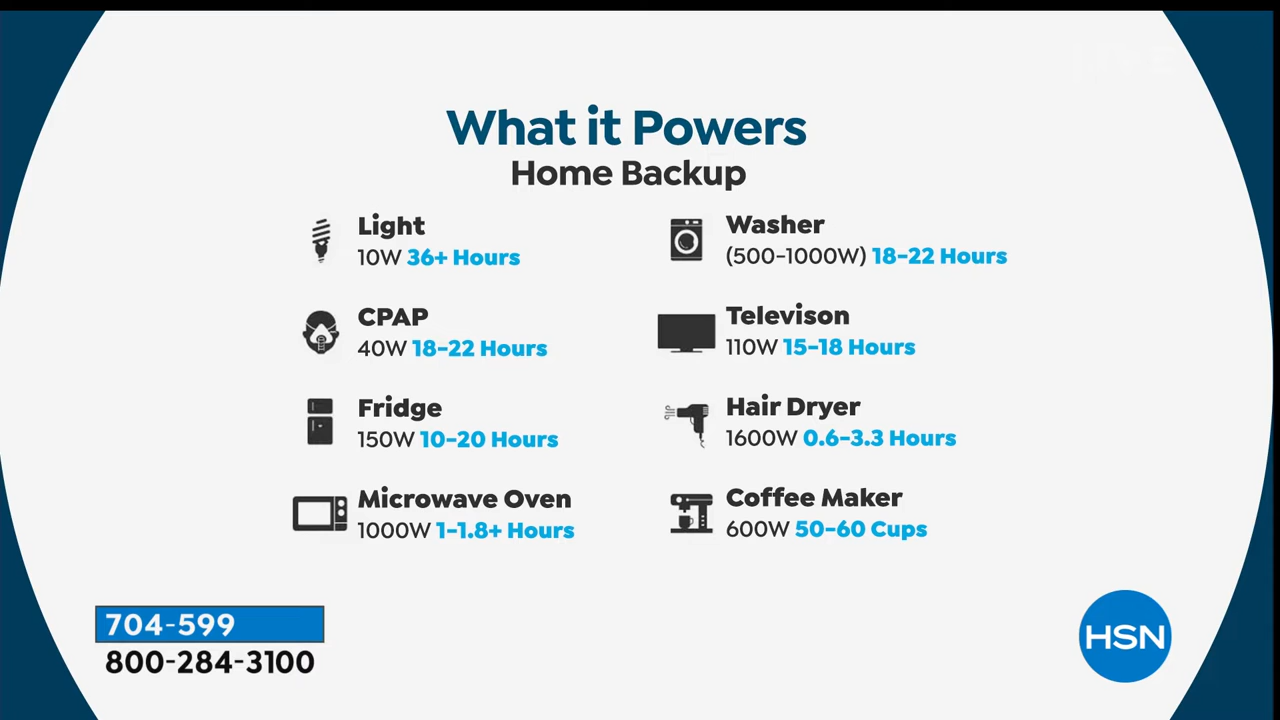 What it Powers
Home Backup
Light
10W 36+ Hours
CPAP
40W 18-22 Hours
Fridge
150W 10-20 Hours
Microwave Oven
1000W 1-1.8+ Hours
Washer
(500-1000W) 18-22 Hours
Televison
110W 15-18 Hours
Hair Dryer
1600W 0.6-3.3 Hours
Coffee Maker
600W 50-60 Cups
704-599
800-284-3100
HSN